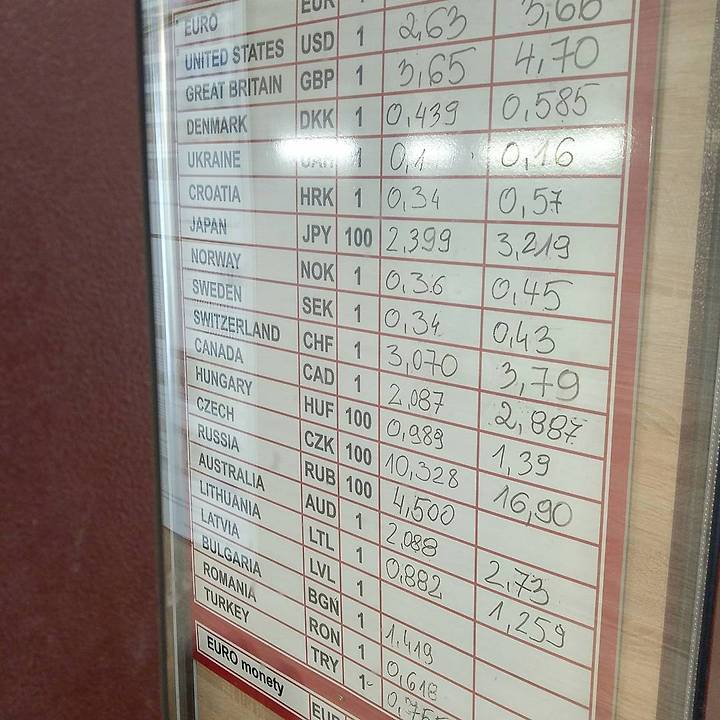 EURO EUR 1
UNITED STATES USD 1 2,63 3,66
GREAT BRITAIN GBP 1 3,65 4,70
DENMARK DKK 1 0,439 0,585
UKRAINE UAH 1 0,1 0,16
CROATIA HRK 1 0,34 0,57
JAPAN JPY 100 2,399 3,219
NORWAY NOK 1 0,36 0,45
SWEDEN SEK 1 0,34 0,43
SWITZERLAND CHF 1 3,070 3,79
CANADA CAD 1 2,087 2,887
HUNGARY HUF 100 0,989 1,39
CZECH CZK 100 10,328 16,90
RUSSIA RUB 100 4,500
AUSTRALIA AUD 1 2,088 2,73
LITHUANIA LTL 1 0,882 1,259
LATVIA LVL 1
BULGARIA BGN 1 1.419
ROMANIA RON 1 0,618
TURKEY TRY 1
EURO monety EUR